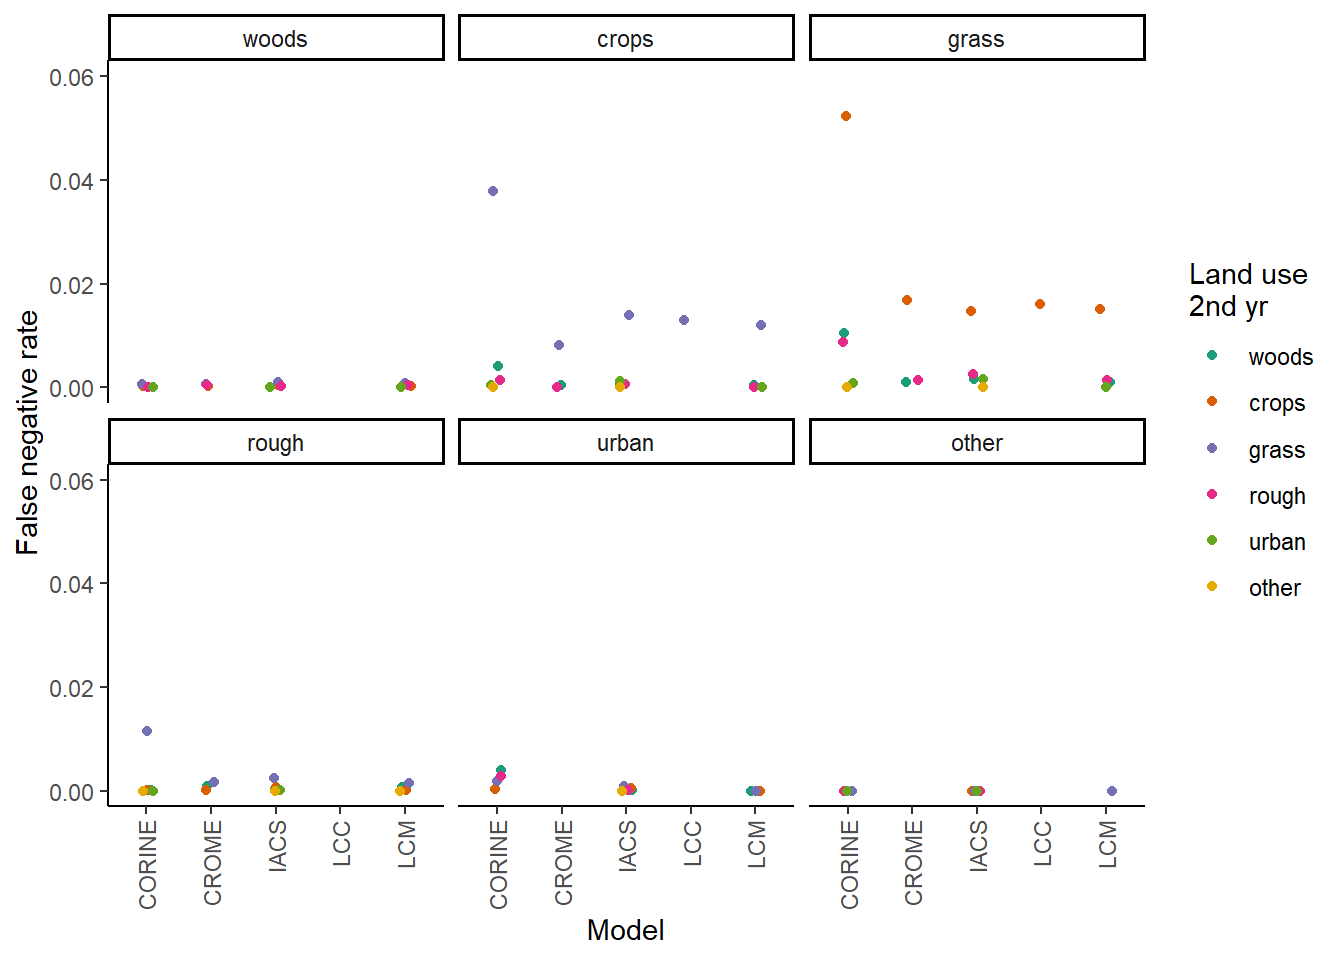 woods crops grass
0.06
0.04
0.02
0.00
rough urban other
0.06
0.04
0.02
0.00
False negative rate
CORINE CROME IACS LCC LCM CORINE CROME IACS LCC LCM CORINE CROME IACS LCC LCM
Model
Land use
2nd yr
woods
crops
grass
rough
urban
other